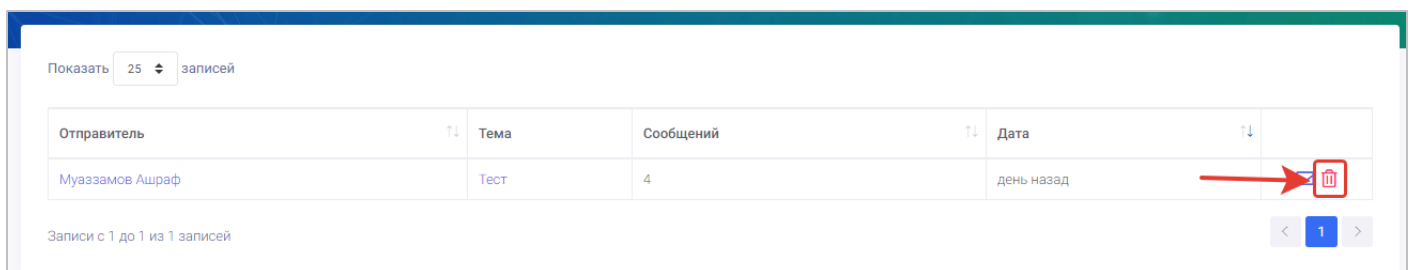 Показать 25 записей
Отправитель Тема Сообщений Дата
Муаззамов Ашраф Тест 4 день назад
Записи с 1 до 1 из 1 записей < 1 >